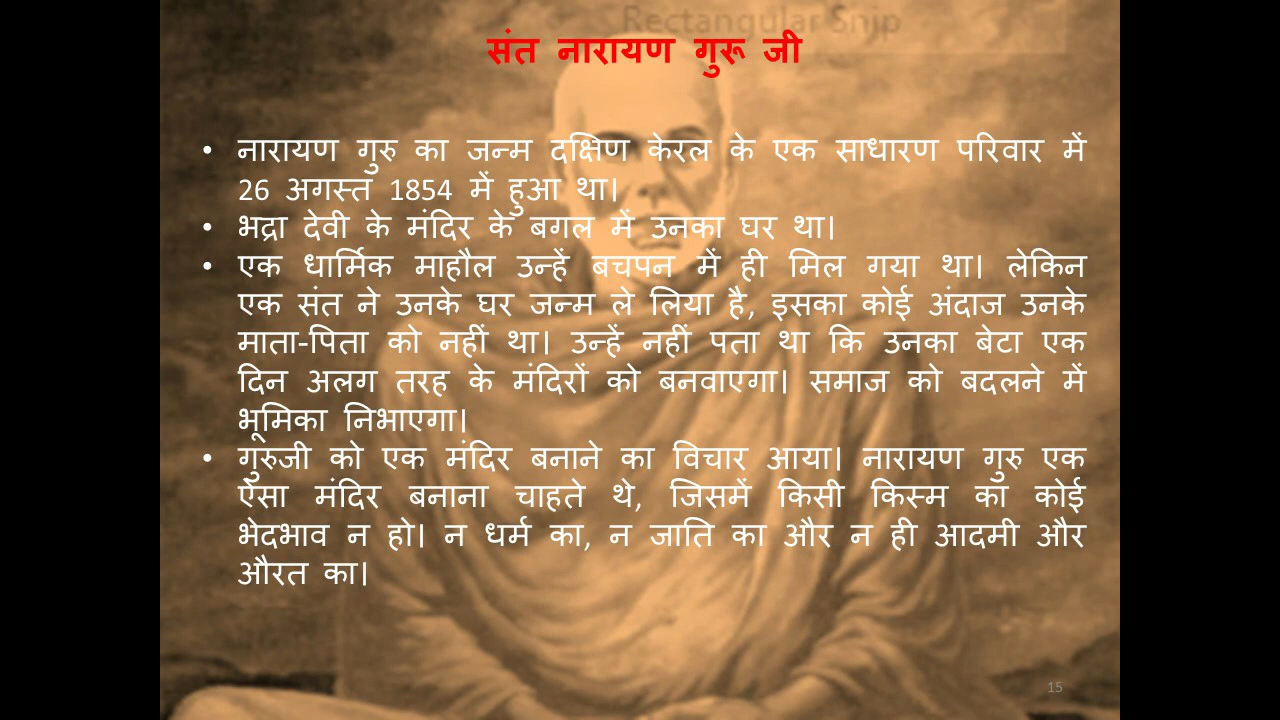 Rectangular Snip
संत नारायण गुरू जी
• नारायण गुरु का जन्म दक्षिण केरल के एक साधारण परिवार में
26 अगस्त 1854 में हुआ था।
• भद्रा देवी के मंदिर के बगल में उनका घर था।
• एक धार्मिक माहौल उन्हें बचपन में ही मिल गया था। लेकिन
एक संत ने उनके घर जन्म ले लिया है, इसका कोई अंदाज उनके
माता-पिता को नहीं था। उन्हें नहीं पता था कि उनका बेटा एक
दिन अलग तरह के मंदिरों को बनवाएगा। समाज को बदलने में
भूमिका निभाएगा।
• गुरुजी को एक मंदिर बनाने का विचार आया। नारायण गुरु एक
ऐसा मंदिर बनाना चाहते थे, जिसमें किसी किस्म का कोई
भेदभाव न हो। न धर्म का, न जाति का और न ही आदमी और
औरत का।
15